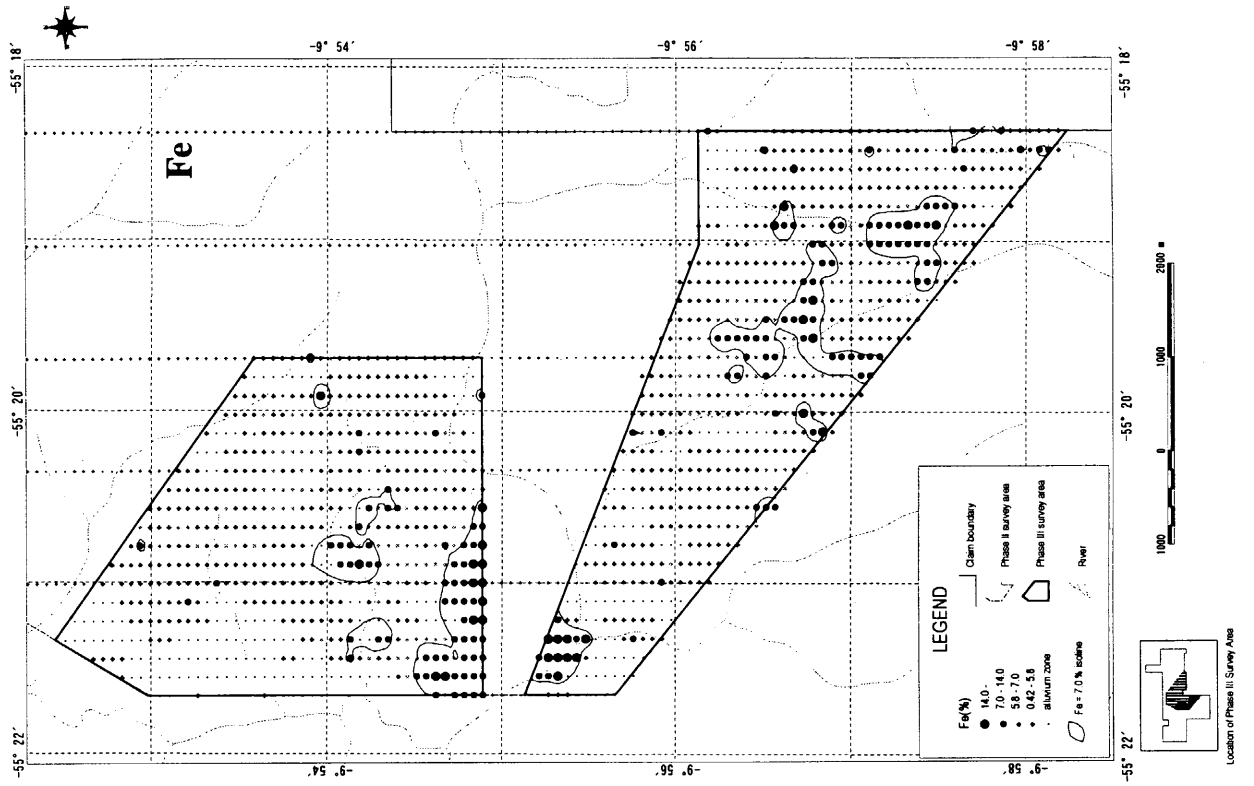 -9° 54′
-9° 56′
-9° 58′
-55° 18′
-55° 18′
Fe
-55° 20′
-55° 20′
-55° 22′
-55° 22′
-9° 54′
-9° 56′
-9° 58′
LEGEND
Fe(%)
14.0 -
7.0 - 14.0
5.8 - 7.0
0.42 - 5.8
alluvium zone
Fe = 7.0 % isoline
Claim boundary
Phase II survey area
Phase III survey area
River
1000 0 1000 2000 m
Location of Phase III Survey Area